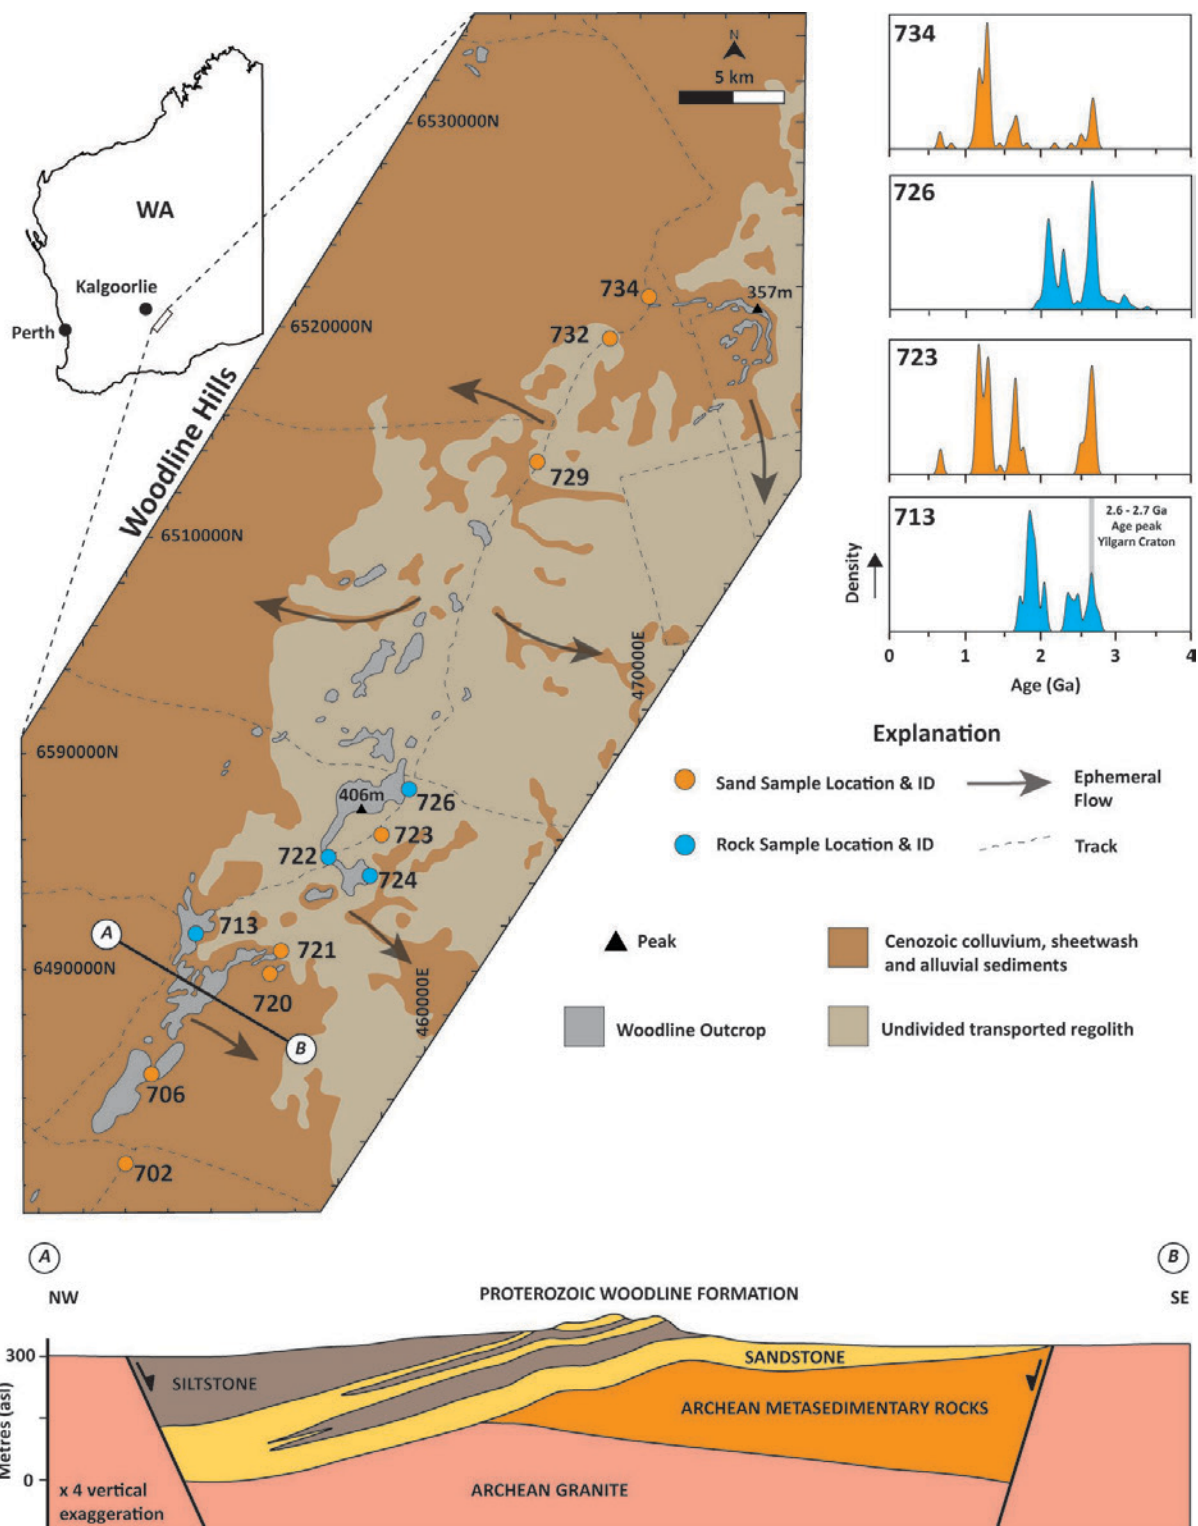 WA
Kalgoorlie
Perth
Woodline Hills
N
5 km
6530000N
6520000N
6510000N
6590000N
6490000N
470000E
460000E
734
357m
732
729
406m
726
723
722
724
713
721
720
706
702
A
B
734
726
723
713
2.6 - 2.7 Ga
Age peak
Yilgarn Craton
Density
0 1 2 3 4
Age (Ga)
Explanation
Sand Sample Location & ID
Ephemeral
Flow
Rock Sample Location & ID
Track
Peak
Cenozoic colluvium, sheetwash
and alluvial sediments
Woodline Outcrop
Undivided transported regolith
A
B
NW
PROTEROZOIC WOODLINE FORMATION
SE
300
SILTSTONE
SANDSTONE
ARCHEAN METASEDIMENTARY ROCKS
Metres (asl)
0
x 4 vertical
exaggeration
ARCHEAN GRANITE